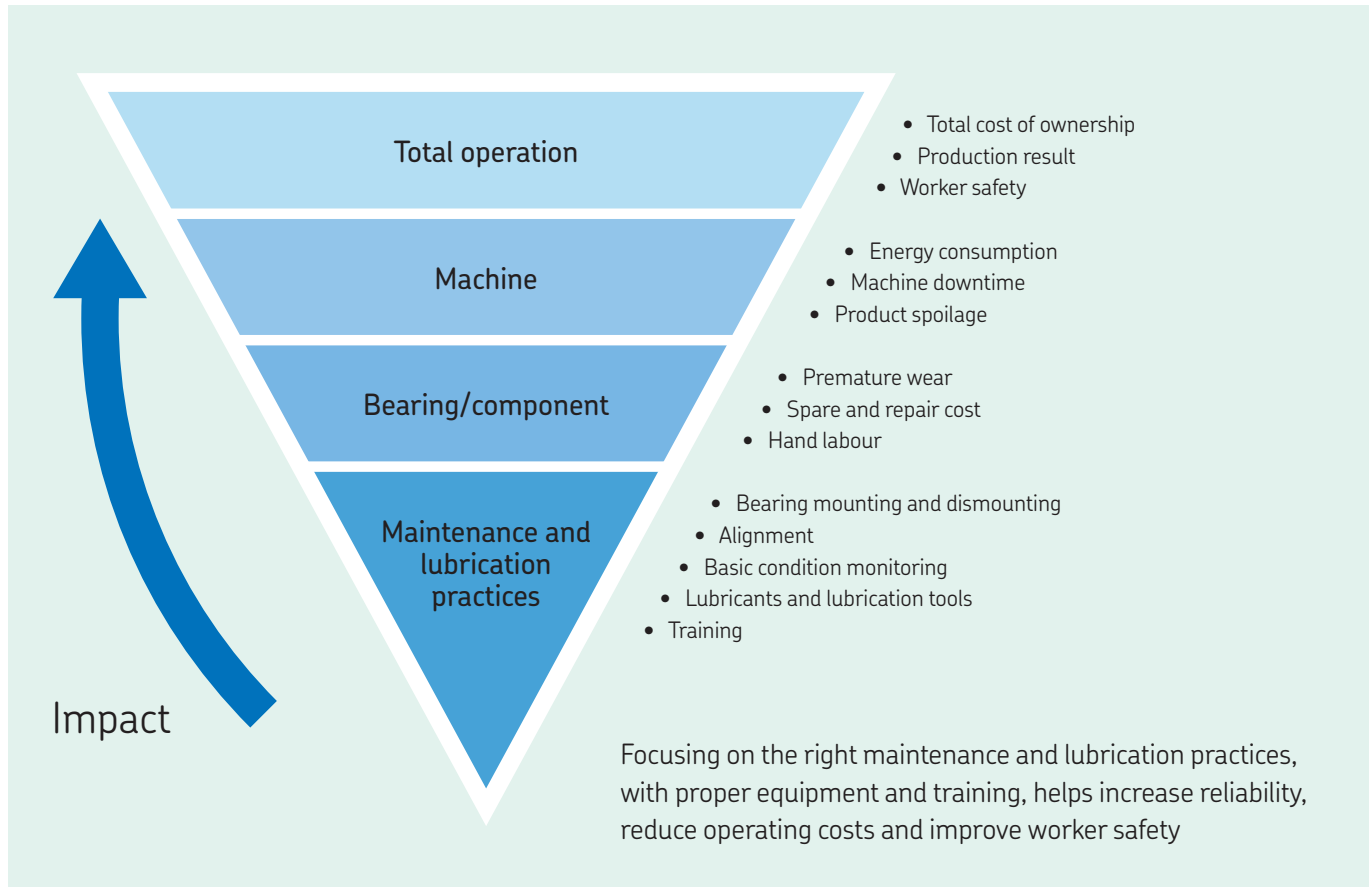 Total operation
• Total cost of ownership
• Production result
• Worker safety
Machine
• Energy consumption
• Machine downtime
• Product spoilage
Bearing/component
• Premature wear
• Spare and repair cost
• Hand labour
Maintenance and
lubrication
practices
• Bearing mounting and dismounting
• Alignment
• Basic condition monitoring
• Lubricants and lubrication tools
• Training
Impact
Focusing on the right maintenance and lubrication practices,
with proper equipment and training, helps increase reliability,
reduce operating costs and improve worker safety